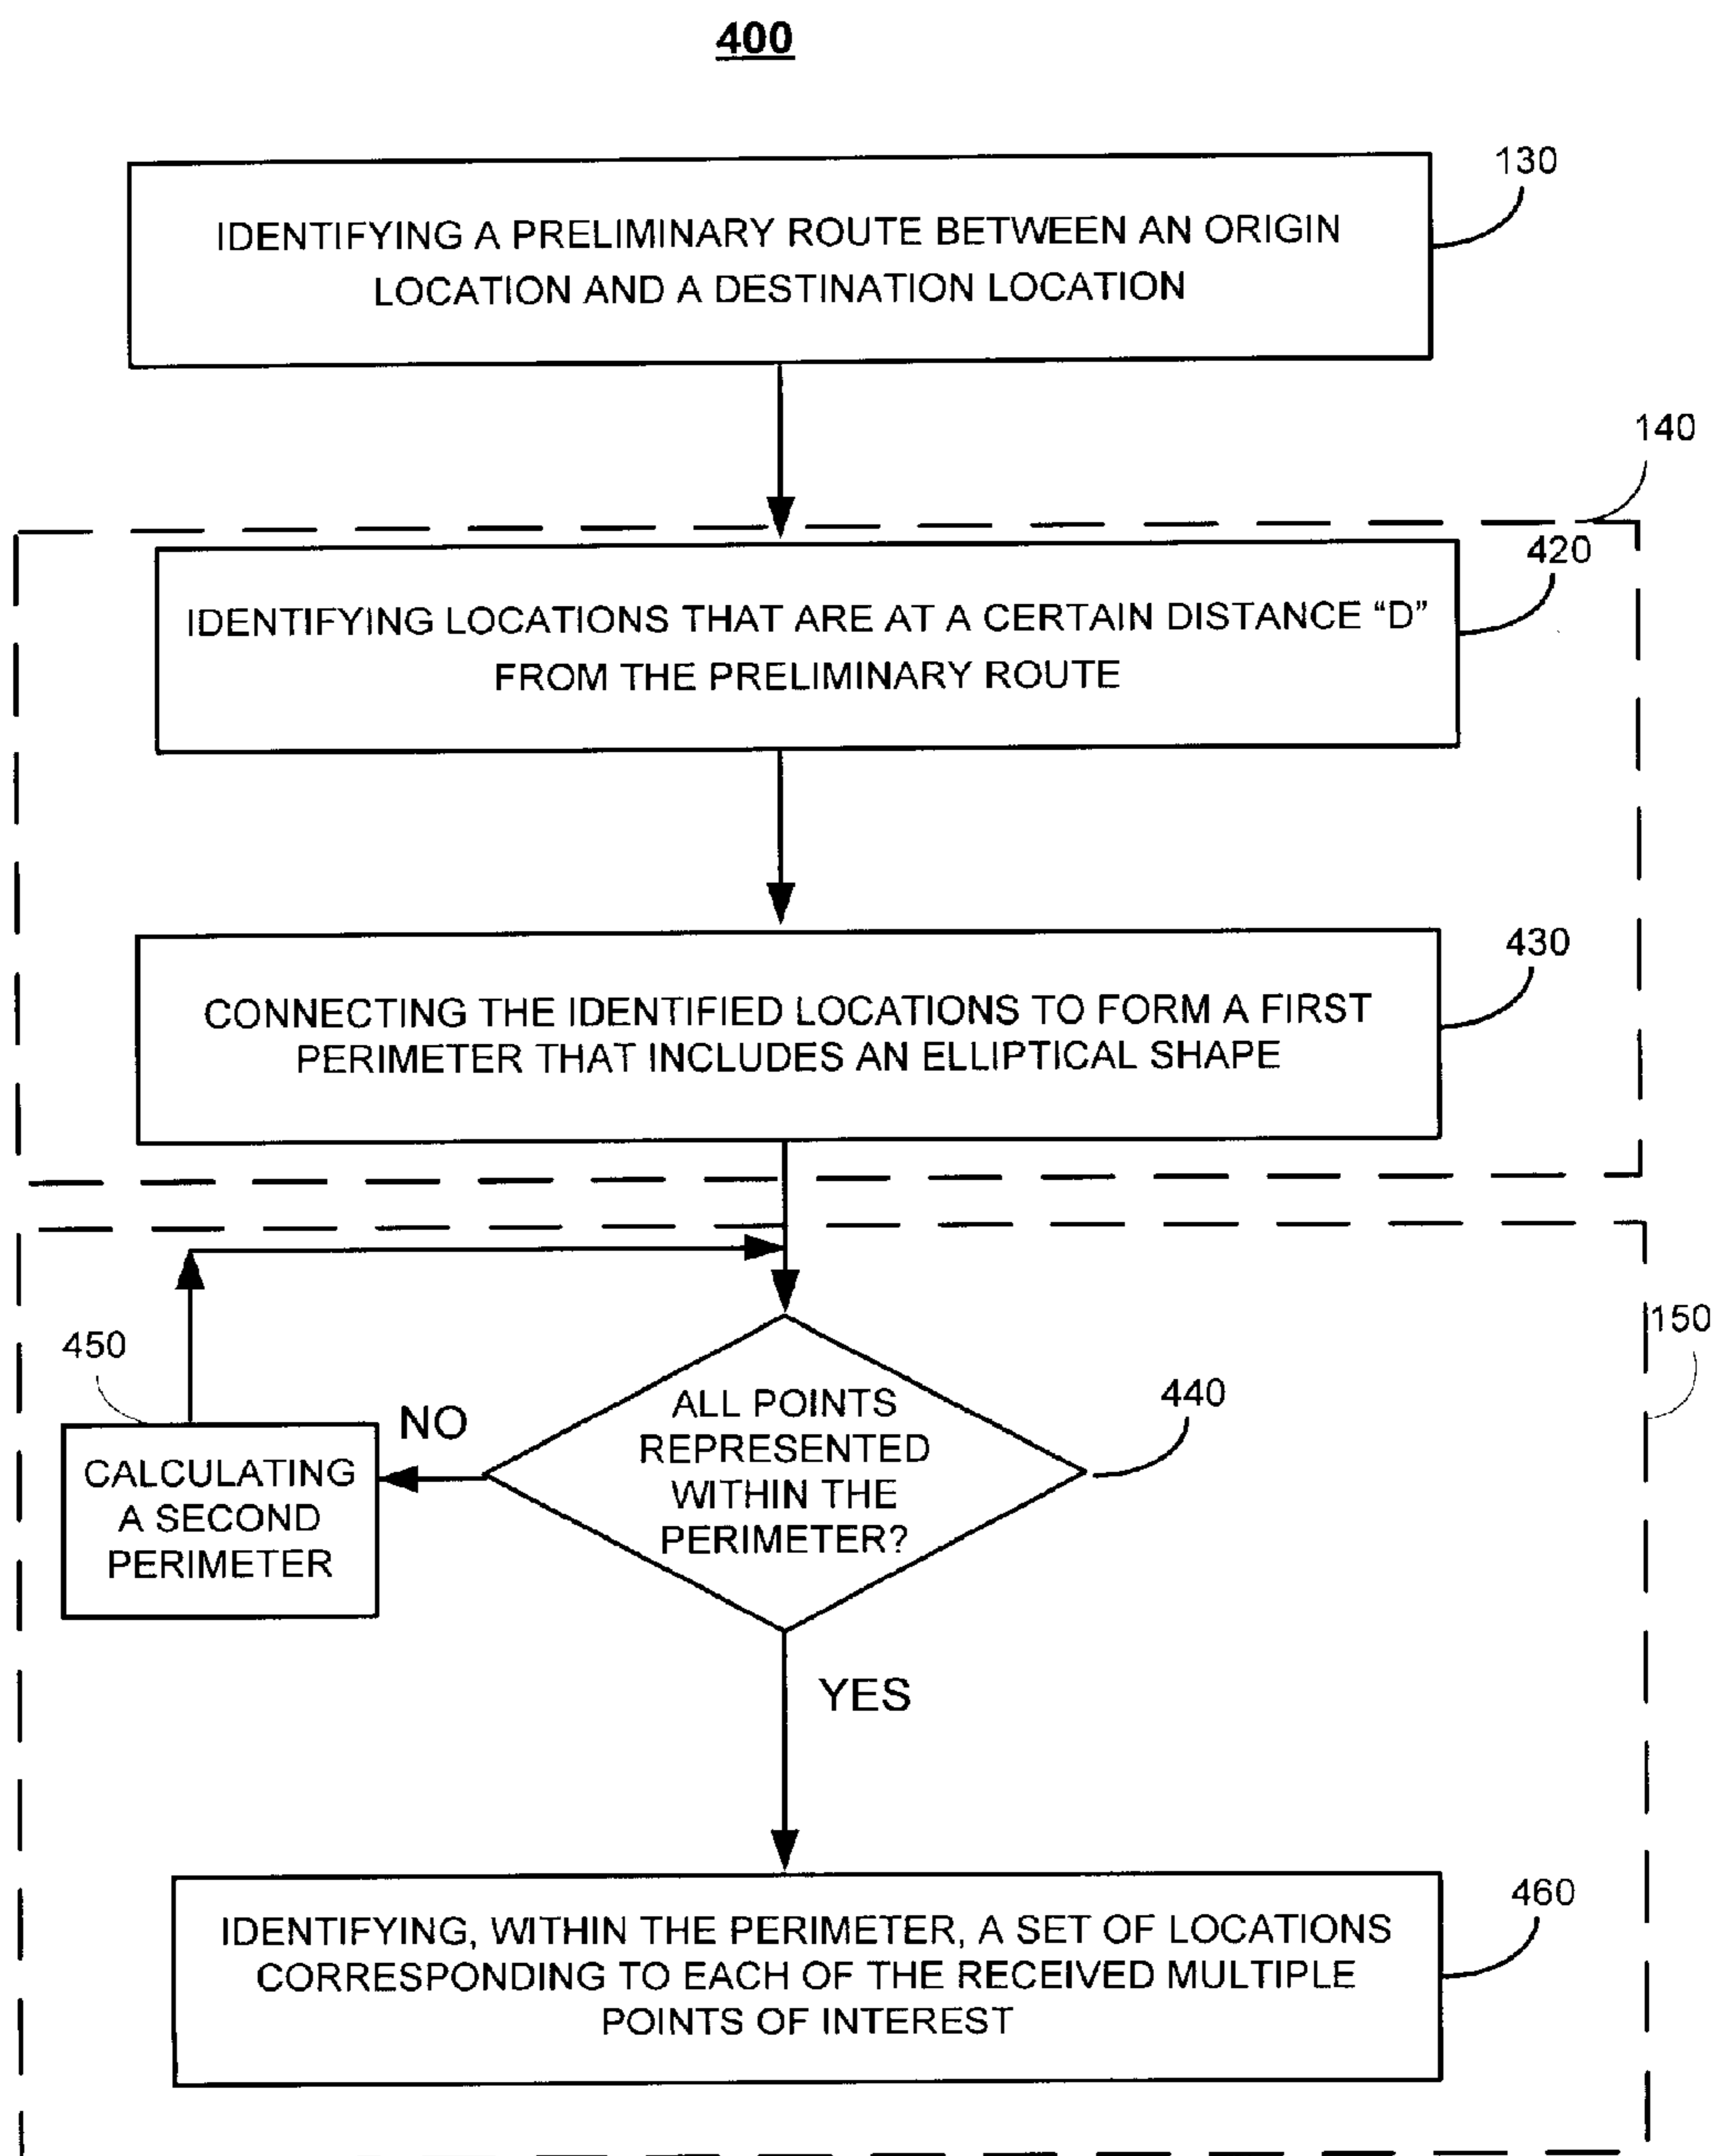 400
130
IDENTIFYING A PRELIMINARY ROUTE BETWEEN AN ORIGIN
LOCATION AND A DESTINATION LOCATION
140
420
IDENTIFYING LOCATIONS THAT ARE AT A CERTAIN DISTANCE “D”
FROM THE PRELIMINARY ROUTE
430
CONNECTING THE IDENTIFIED LOCATIONS TO FORM A FIRST
PERIMETER THAT INCLUDES AN ELLIPTICAL SHAPE
150
450
NO
CALCULATING
A SECOND
PERIMETER
440
ALL POINTS
REPRESENTED
WITHIN THE
PERIMETER?
YES
460
IDENTIFYING, WITHIN THE PERIMETER, A SET OF LOCATIONS
CORRESPONDING TO EACH OF THE RECEIVED MULTIPLE
POINTS OF INTEREST